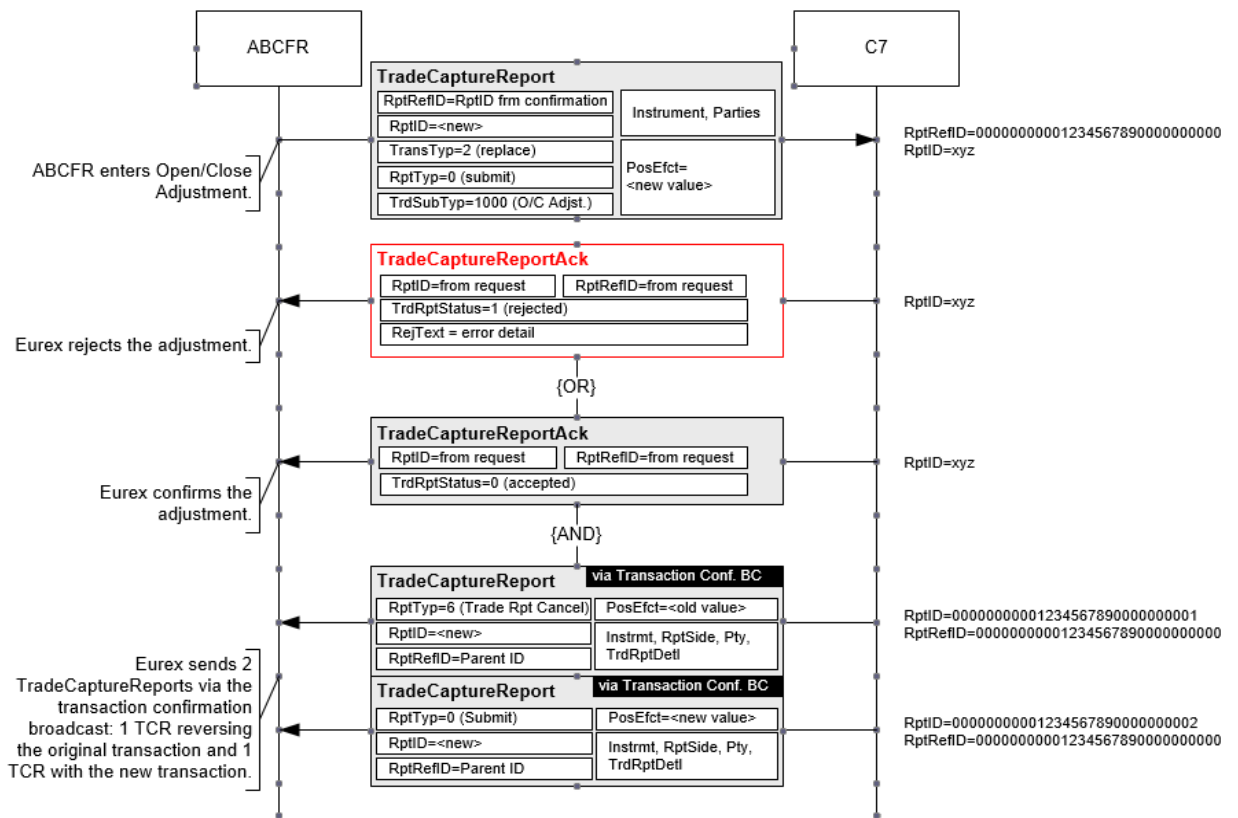 ABCFR
C7
TradeCaptureReport
RptRefID=RptID frm confirmation
RptID=<new>
TransTyp=2 (replace)
RptTyp=0 (submit)
TrdSubTyp=1000 (O/C Adjst.)
Instrument, Parties
PosEfct=
<new value>
RptRefID=0000000000123456789000000000
RptID=xyz
ABCFR enters Open/Close
Adjustment.
TradeCaptureReportAck
RptID=from request
RptRefID=from request
TrdRptStatus=1 (rejected)
RejText = error detail
RptID=xyz
Eurex rejects the adjustment.
{OR}
TradeCaptureReportAck
RptID=from request
RptRefID=from request
TrdRptStatus=0 (accepted)
RptID=xyz
Eurex confirms the
adjustment.
{AND}
TradeCaptureReport
via Transaction Conf. BC
RptTyp=6 (Trade Rpt Cancel)
RptID=<new>
RptRefID=Parent ID
PosEfct=<old value>
Instrmt, RptSide, Pty,
TrdRptDetl
RptID=0000000000123456789000000000​1
RptRefID=0000000000123456789000000000
Eurex sends 2
TradeCaptureReports via the
transaction confirmation
broadcast: 1 TCR reversing
the original transaction and 1
TCR with the new transaction.
TradeCaptureReport
via Transaction Conf. BC
RptTyp=0 (Submit)
RptID=<new>
RptRefID=Parent ID
PosEfct=<new value>
Instrmt, RptSide, Pty,
TrdRptDetl
RptID=00000000001234567890000000002
RptRefID=0000000000123456789000000000